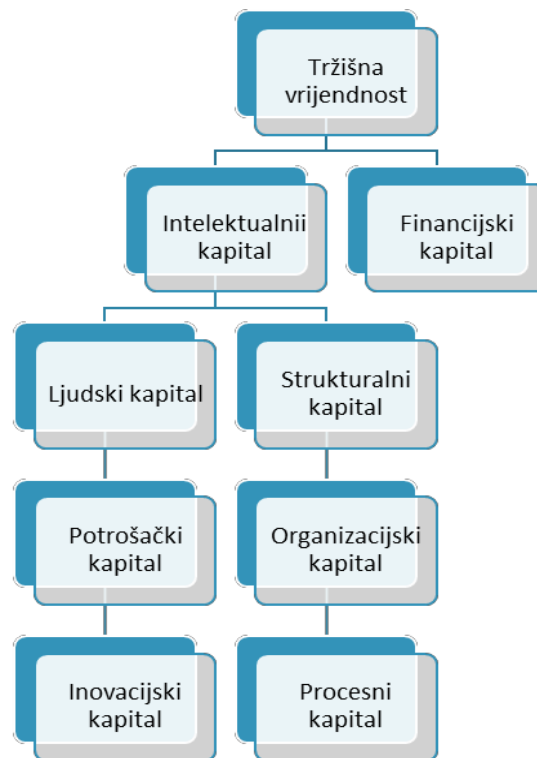 Tržišna
vrijendnost
Intelektualnii
kapital
Financijski
kapital
Ljudski kapital
Strukturalni
kapital
Potrošački
kapital
Organizacijski
kapital
Inovacijski
kapital
Procesni
kapital